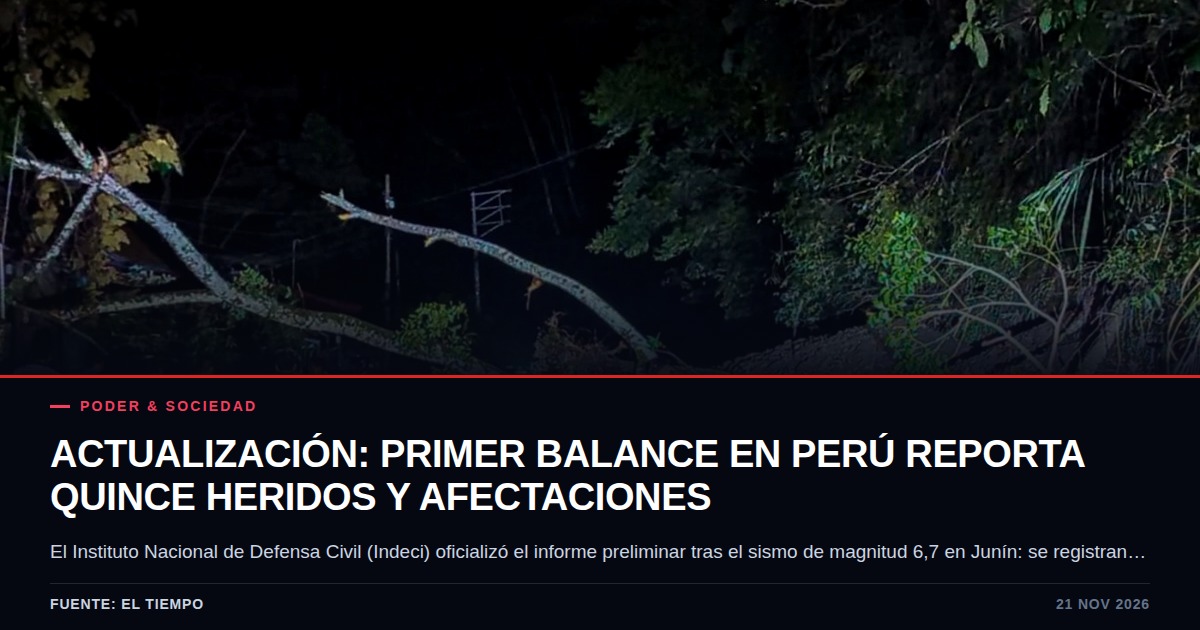 PODER & SOCIEDAD
ACTUALIZACIÓN: PRIMER BALANCE EN PERÚ REPORTA
QUINCE HERIDOS Y AFECTACIONES
El Instituto Nacional de Defensa Civil (Indeci) oficializó el informe preliminar tras el sismo de magnitud 6,7 en Junín: se registran…
FUENTE: EL TIEMPO
21 NOV 2026